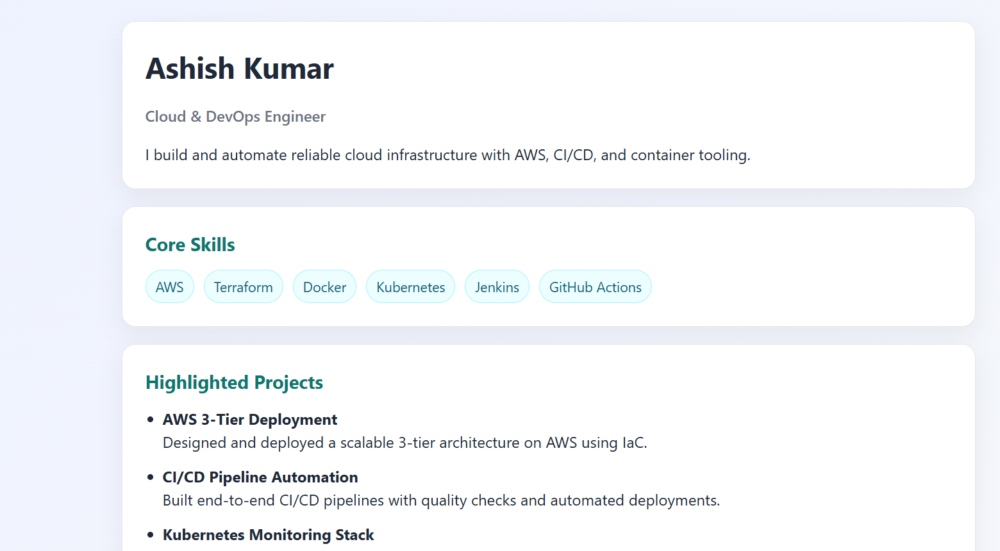 Ashish Kumar
Cloud & DevOps Engineer
I build and automate reliable cloud infrastructure with AWS, CI/CD, and container tooling.
Core Skills
AWS Terraform Docker Kubernetes Jenkins GitHub Actions
Highlighted Projects
AWS 3-Tier Deployment
Designed and deployed a scalable 3-tier architecture on AWS using IaC.
CI/CD Pipeline Automation
Built end-to-end CI/CD pipelines with quality checks and automated deployments.
Kubernetes Monitoring Stack